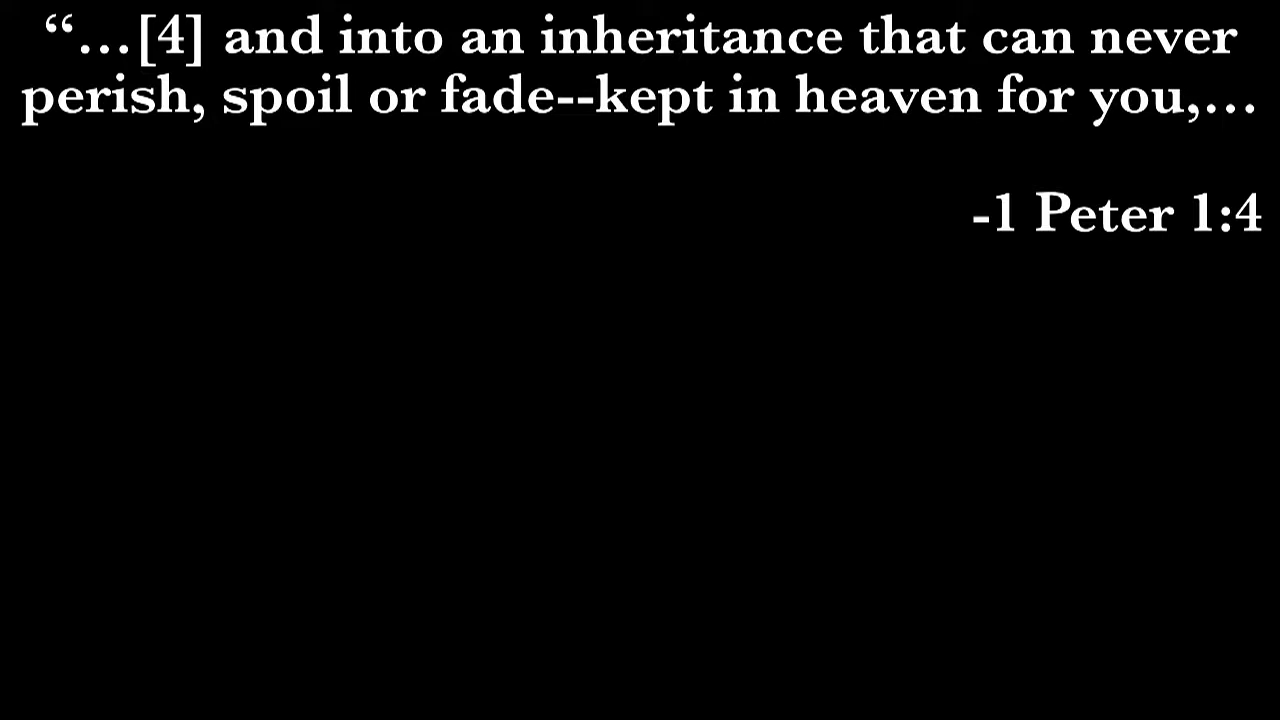 “…[4] and into an inheritance that can never
perish, spoil or fade--kept in heaven for you,…
-1 Peter 1:4